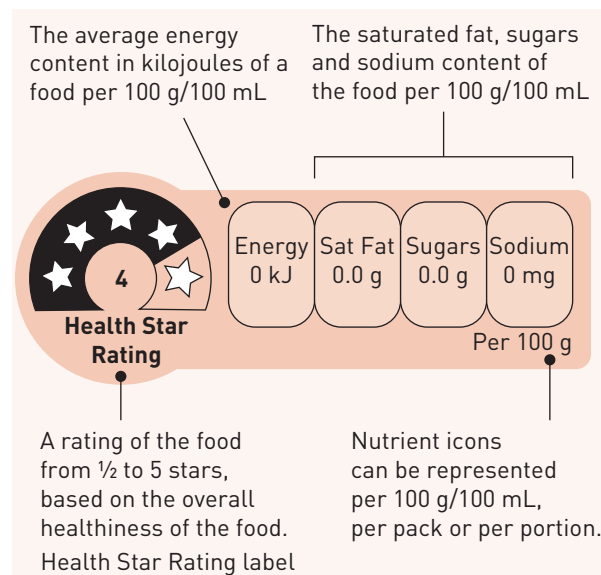 The average energy
content in kilojoules of a
food per 100 g/100 mL
The saturated fat, sugars
and sodium content of
the food per 100 g/100 mL
4
Health Star
Rating
Energy
0 kJ
Sat Fat
0.0 g
Sugars
0.0 g
Sodium
0 mg
Per 100 g
A rating of the food
from ½ to 5 stars,
based on the overall
healthiness of the food.
Nutrient icons
can be represented
per 100 g/100 mL,
per pack or per portion.
Health Star Rating label